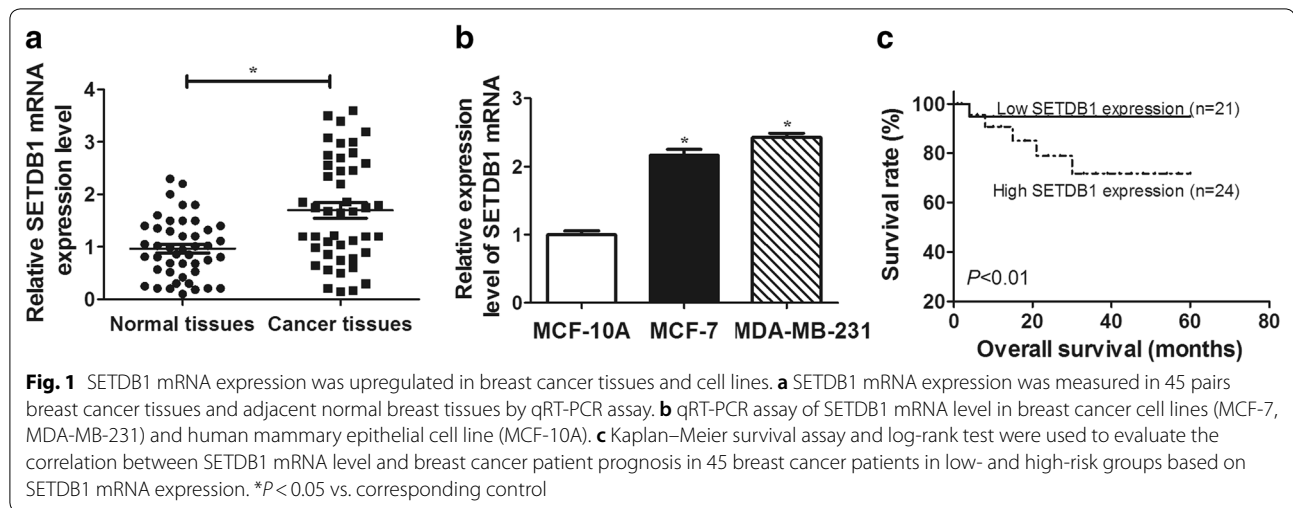 a
*
Relative SETDB1 mRNA
expression level
4
3
2
1
0
Normal tissues Cancer tissues
b
Relative expression
level of SETDB1 mRNA
3
2
1
0
*
*
MCF-10A MCF-7 MDA-MB-231
c
Survival rate (%)
100
80
60
40
20
Low SETDB1 expression (n=21)
High SETDB1 expression (n=24)
P<0.01
0 20 40 60 80
Overall survival (months)
Fig. 1 SETDB1 mRNA expression was upregulated in breast cancer tissues and cell lines. a SETDB1 mRNA expression was measured in 45 pairs
breast cancer tissues and adjacent normal breast tissues by qRT-PCR assay. b qRT-PCR assay of SETDB1 mRNA level in breast cancer cell lines (MCF-7,
MDA-MB-231) and human mammary epithelial cell line (MCF-10A). c Kaplan–Meier survival assay and log-rank test were used to evaluate the
correlation between SETDB1 mRNA level and breast cancer patient prognosis in 45 breast cancer patients in low- and high-risk groups based on
SETDB1 mRNA expression. *P < 0.05 vs. corresponding control